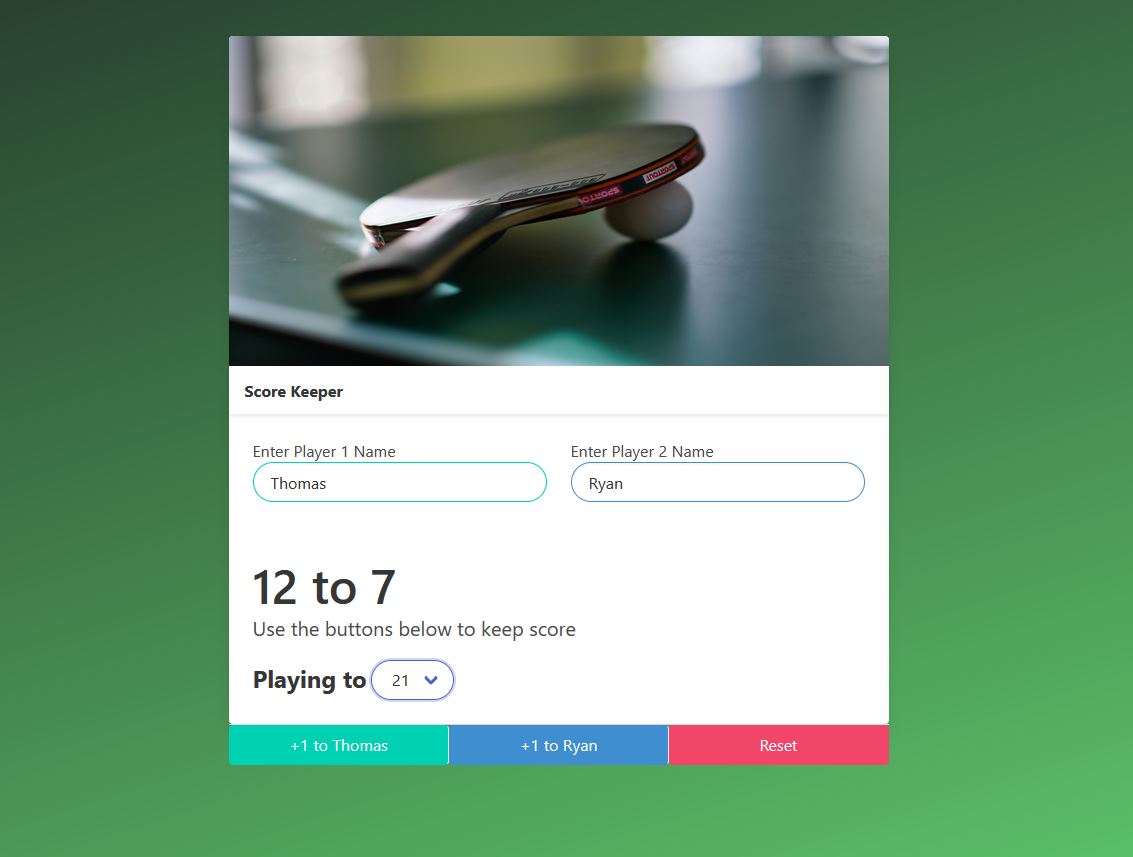 SPORTOUT
Score Keeper
Enter Player 1 Name
Enter Player 2 Name
Thomas
Ryan
12 to 7
Use the buttons below to keep score
Playing to 21
+1 to Thomas
+1 to Ryan
Reset